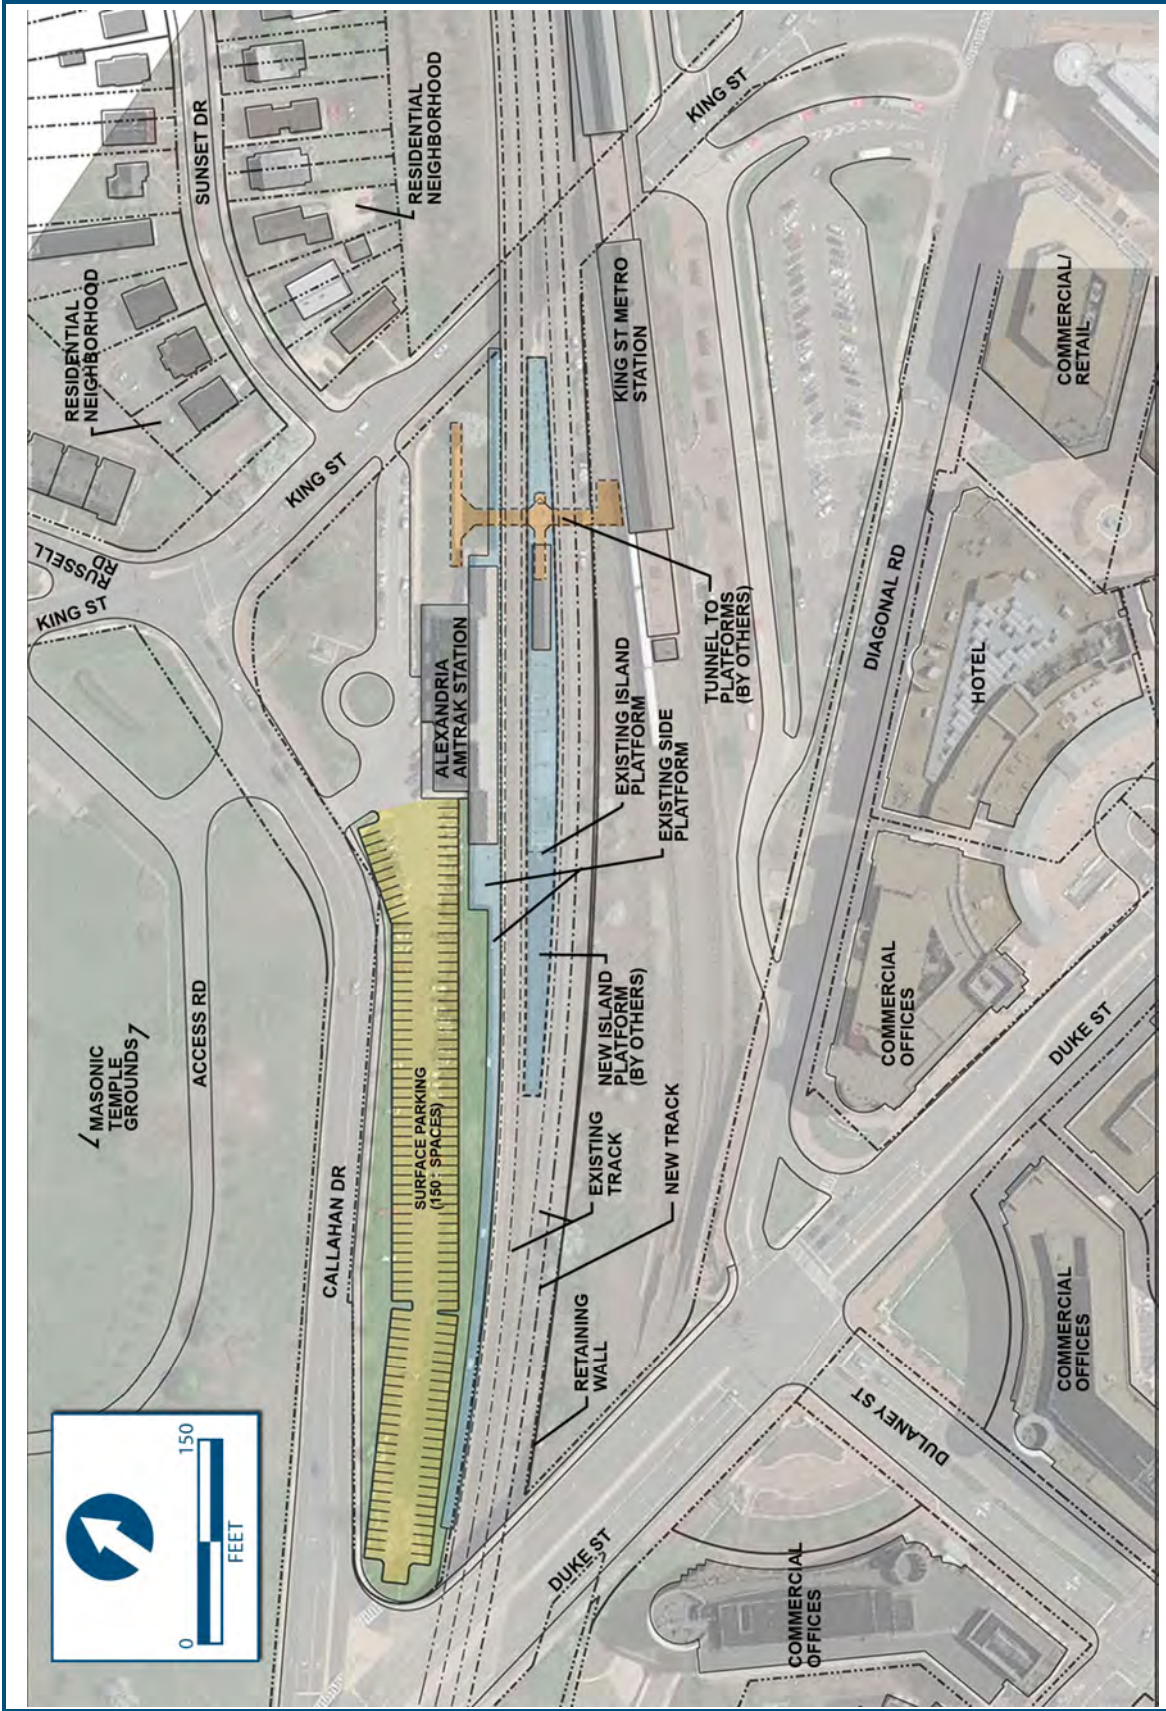 SUNSET DR
RESIDENTIAL
NEIGHBORHOOD
RESIDENTIAL
NEIGHBORHOOD
KING ST
KING ST
RUSSELL
RD
KING ST
KING ST METRO
STATION
COMMERCIAL/
RETAIL
ALEXANDRIA
AMTRAK STATION
TUNNEL TO
PLATFORMS
(BY OTHERS)
DIAGONAL RD
HOTEL
EXISTING ISLAND
PLATFORM
EXISTING SIDE
PLATFORM
MASONIC
TEMPLE
GROUNDS
ACCESS RD
NEW ISLAND
PLATFORM
(BY OTHERS)
COMMERCIAL
OFFICES
DUKE ST
CALLAHAN DR
SURFACE PARKING
(150 + SPACES)
EXISTING
TRACK
NEW TRACK
RETAINING
WALL
COMMERCIAL
OFFICES
DULANEY ST
DUKE ST
COMMERCIAL
OFFICES
0 150
FEET